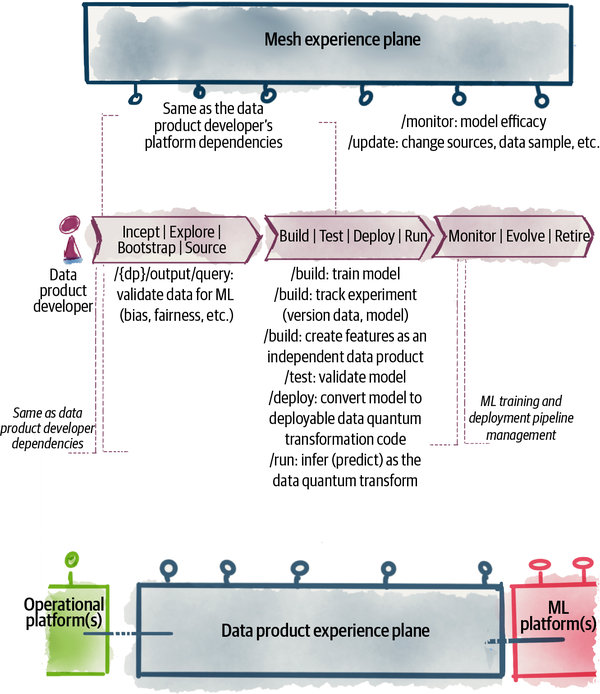 Mesh experience plane
Same as the data
product developer's
platform dependencies
/monitor: model efficacy
/update: change sources, data sample, etc.
Incept | Explore |
Bootstrap | Source
Build | Test | Deploy | Run
Monitor | Evolve | Retire
Data
product
developer
/{dp}/output/query:
validate data for ML
(bias, fairness, etc.)
/build: train model
/build: track experiment
(version data, model)
/build: create features as an
independent data product
/test: validate model
/deploy: convert model to
deployable data quantum
transformation code
/run: infer (predict) as the
data quantum transform
Same as data
product developer
dependencies
ML training and
deployment pipeline
management
Operational
platform(s)
Data product experience plane
ML
platform(s)